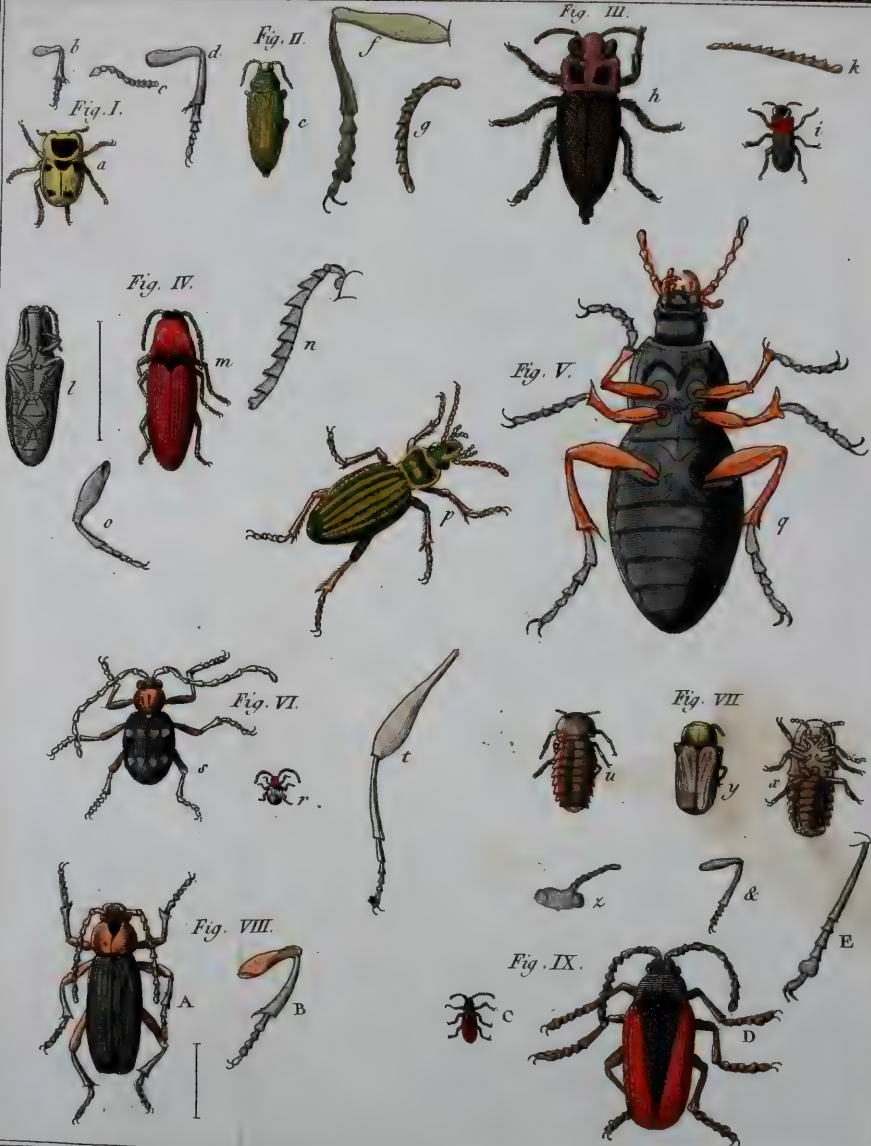 Fig. I.
a
b
c
d
Fig. II.
c
f
g
Fig. III.
h
i
k
Fig. IV.
l
m
n
o
Fig. V.
p
q
Fig. VI.
s
r
t
Fig. VII
u
y
x
z
&
Fig. VIII.
A
B
Fig. IX.
C
D
E